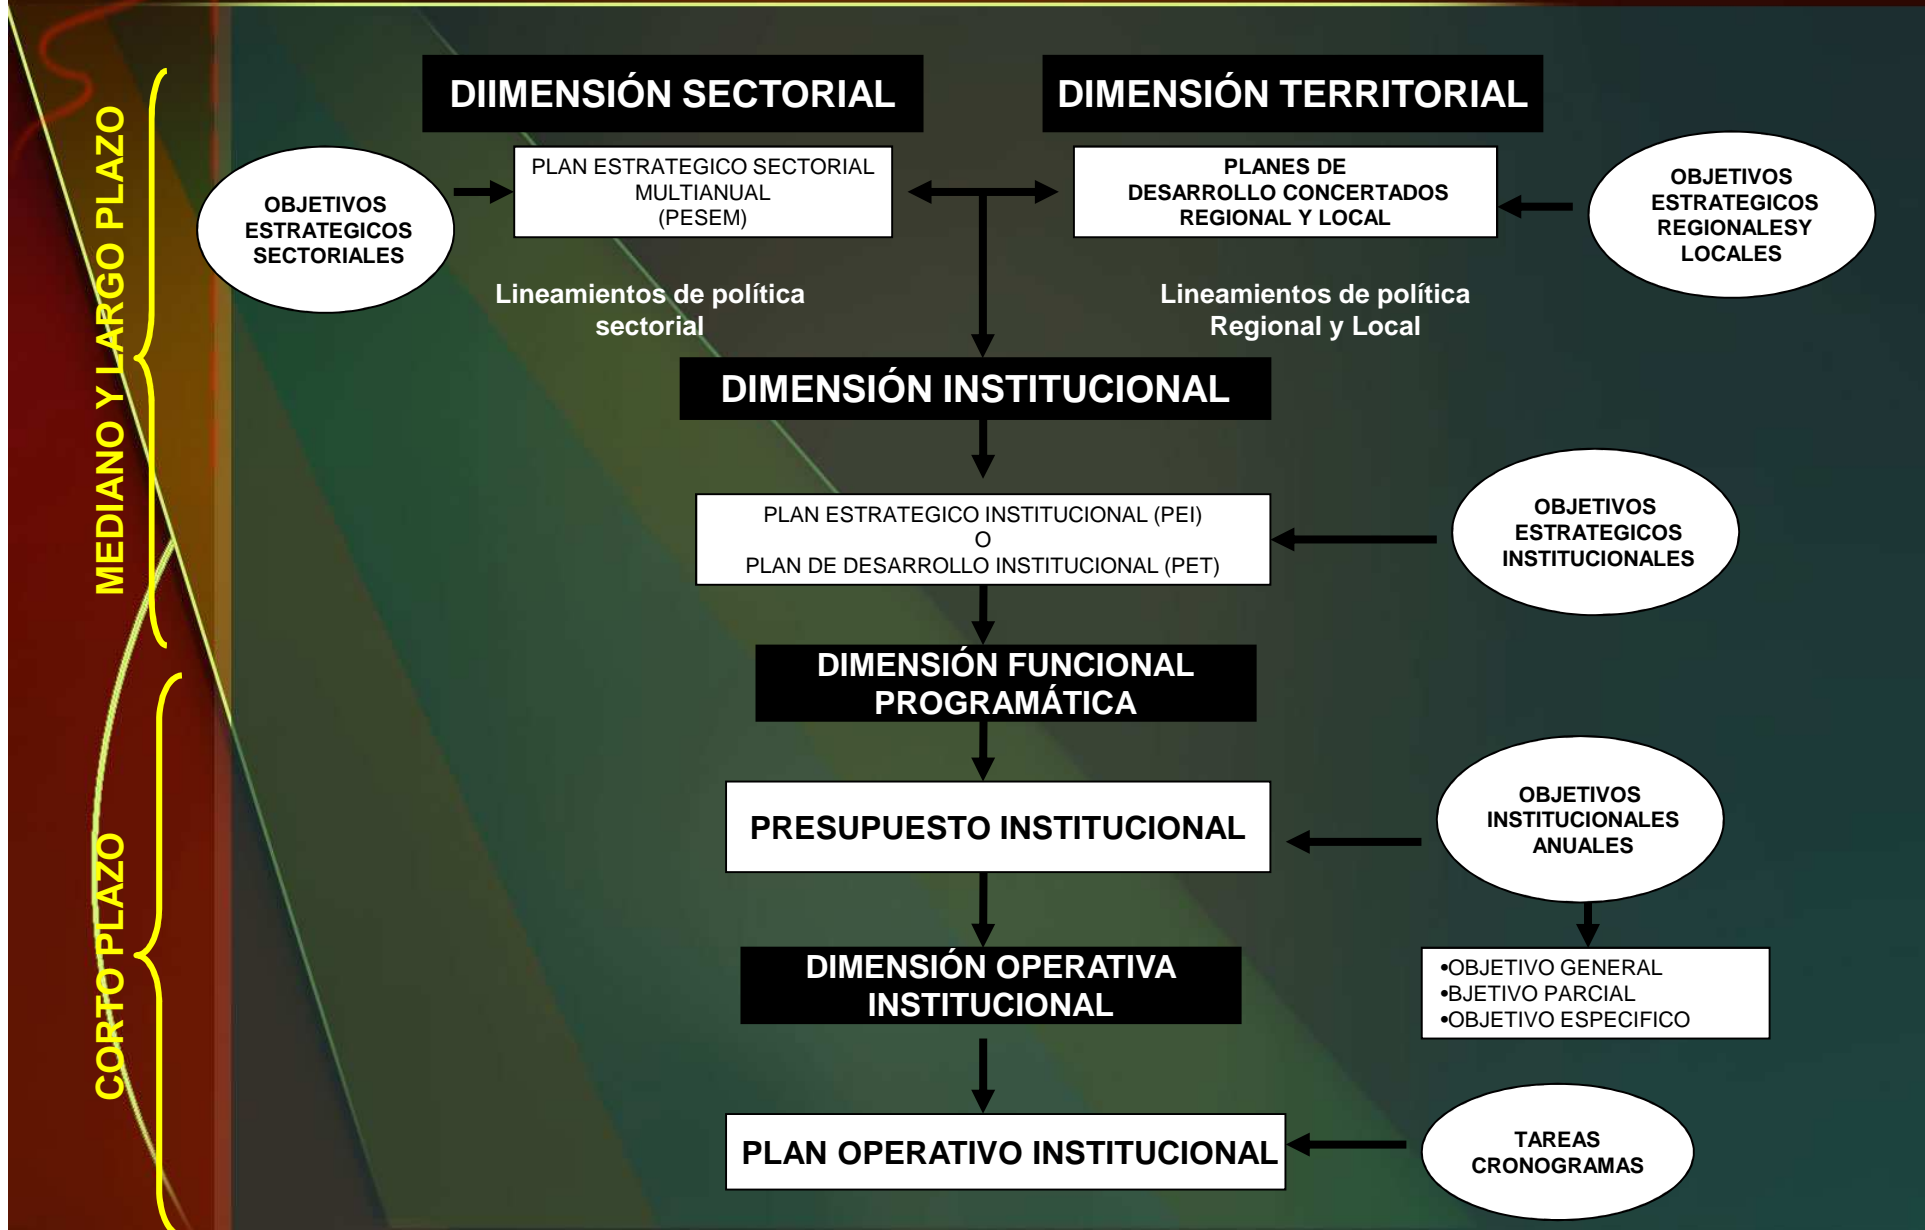 DIIMENSIÓN SECTORIAL
DIMENSIÓN TERRITORIAL
MEDIANO Y LARGO PLAZO
OBJETIVOS
ESTRATEGICOS
SECTORIALES
PLAN ESTRATEGICO SECTORIAL
MULTIANUAL
(PESEM)
PLANES DE
DESARROLLO CONCERTADOS
REGIONAL Y LOCAL
OBJETIVOS
ESTRATEGICOS
REGIONALESY
LOCALES
Lineamientos de política
sectorial
Lineamientos de política
Regional y Local
DIMENSIÓN INSTITUCIONAL
PLAN ESTRATEGICO INSTITUCIONAL (PEI)
O
PLAN DE DESARROLLO INSTITUCIONAL (PET)
OBJETIVOS
ESTRATEGICOS
INSTITUCIONALES
DIMENSIÓN FUNCIONAL
PROGRAMÁTICA
CORTO PLAZO
PRESUPUESTO INSTITUCIONAL
OBJETIVOS
INSTITUCIONALES
ANUALES
DIMENSIÓN OPERATIVA
INSTITUCIONAL
•OBJETIVO GENERAL
•BJETIVO PARCIAL
•OBJETIVO ESPECIFICO
PLAN OPERATIVO INSTITUCIONAL
TAREAS
CRONOGRAMAS